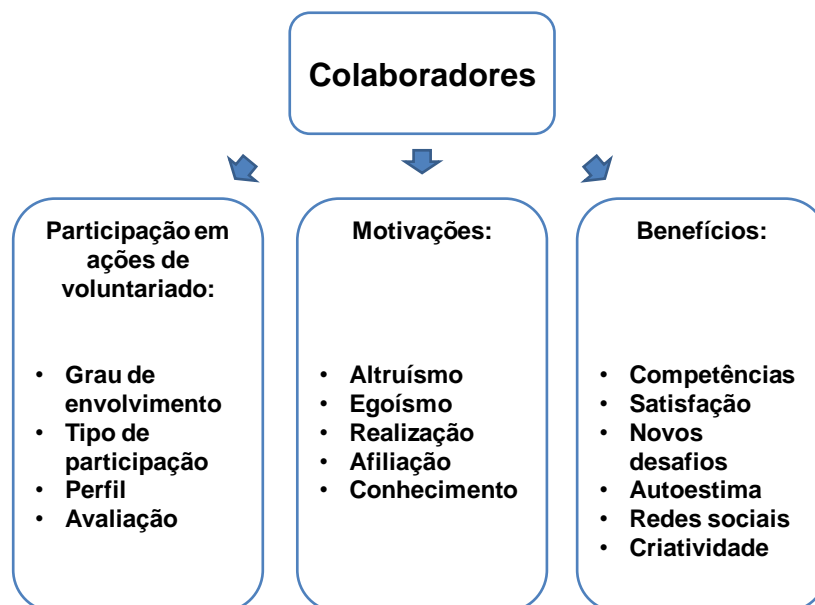 Colaboradores
Participação em
ações de
voluntariado:
• Grau de
envolvimento
• Tipo de
participação
• Perfil
• Avaliação
Motivações:
• Altruísmo
• Egoísmo
• Realização
• Afiliação
• Conhecimento
Benefícios:
• Competências
• Satisfação
• Novos
desafios
• Autoestima
• Redes sociais
• Criatividade